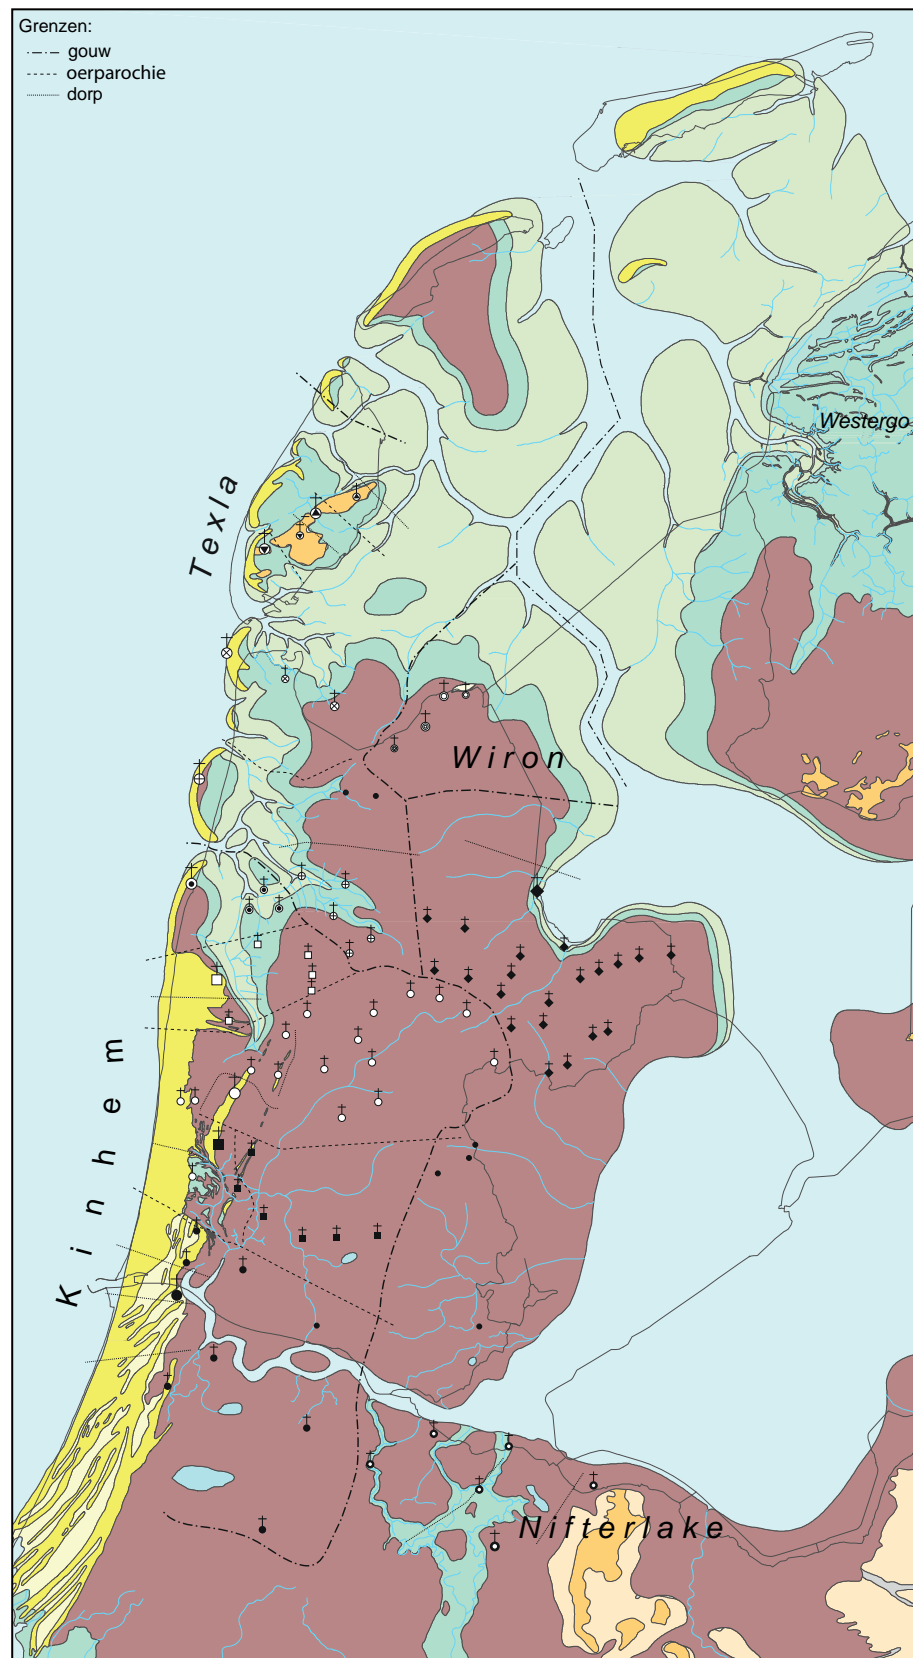 Grenzen:
gouw
oerparochie
dorp
Westergo
Texla
Wiron
Kinhem
Nifterlake